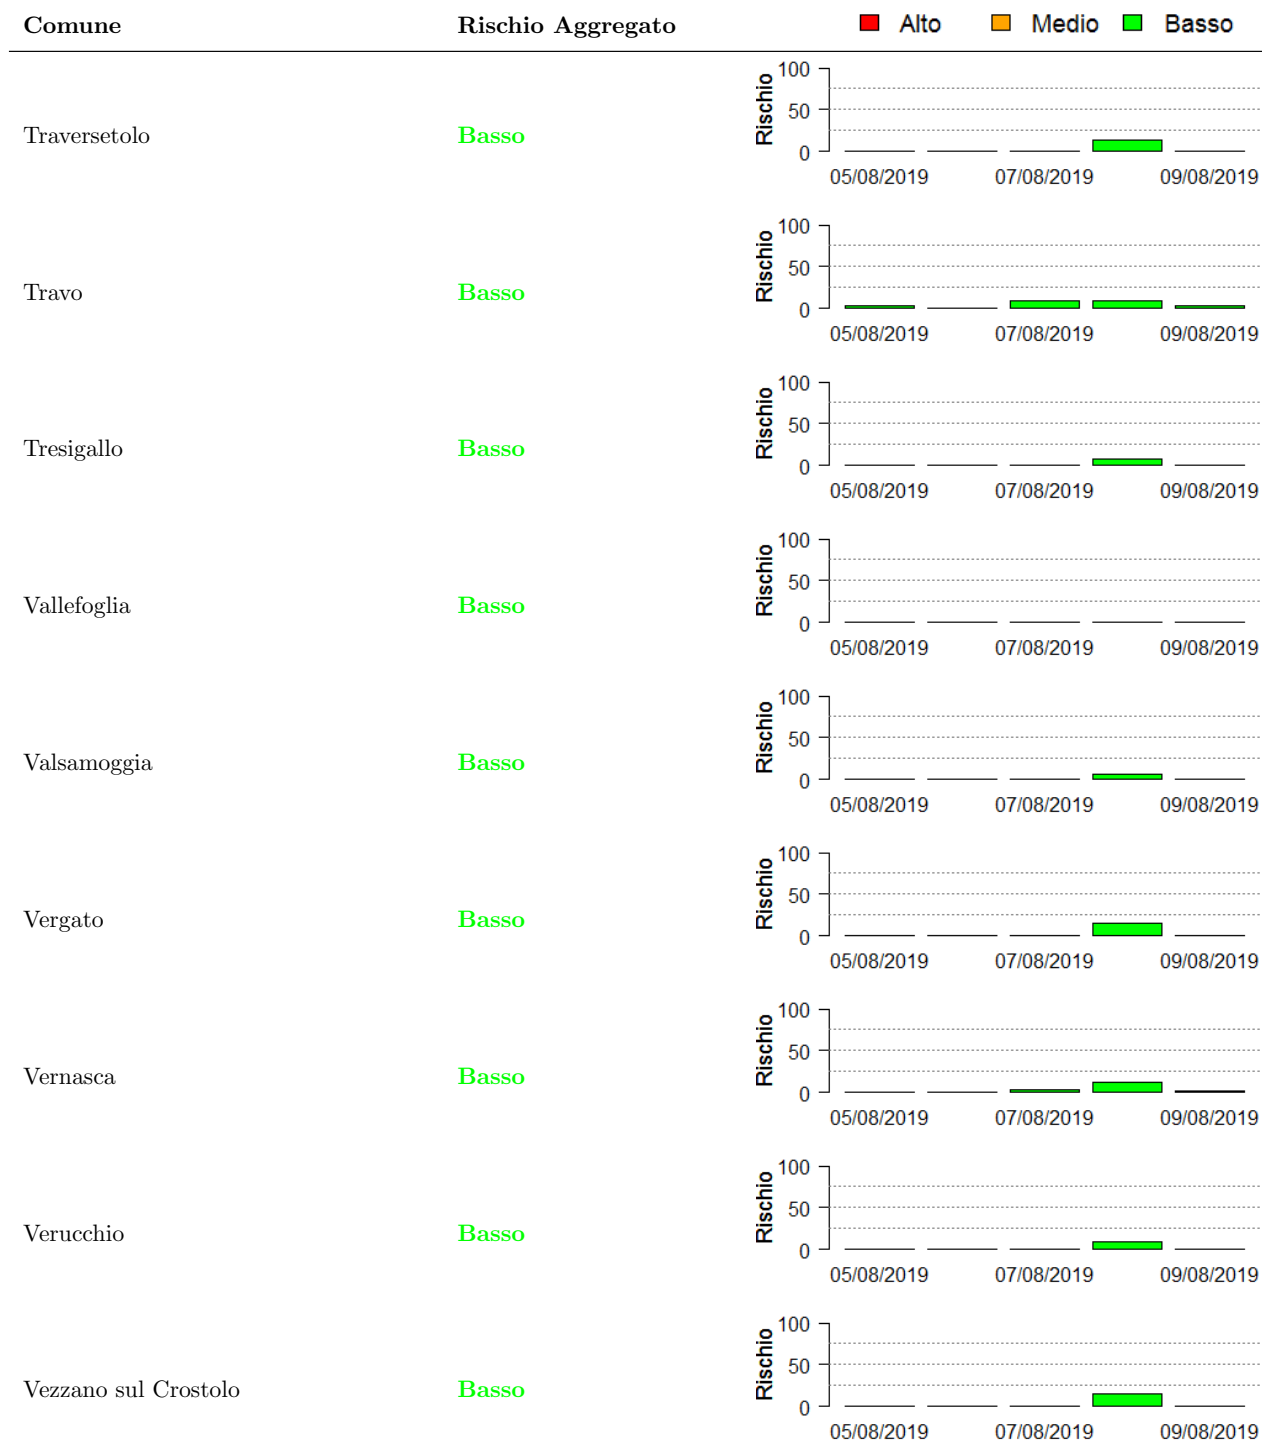 Comune Rischio Aggregato Alto Medio Basso
Traversetolo Basso
Rischio
100
50
0
05/08/2019 07/08/2019 09/08/2019
Travo Basso
Rischio
100
50
0
05/08/2019 07/08/2019 09/08/2019
Tresigallo Basso
Rischio
100
50
0
05/08/2019 07/08/2019 09/08/2019
Vallefoglia Basso
Rischio
100
50
0
05/08/2019 07/08/2019 09/08/2019
Valsamoggia Basso
Rischio
100
50
0
05/08/2019 07/08/2019 09/08/2019
Vergato Basso
Rischio
100
50
0
05/08/2019 07/08/2019 09/08/2019
Vernasca Basso
Rischio
100
50
0
05/08/2019 07/08/2019 09/08/2019
Verucchio Basso
Rischio
100
50
0
05/08/2019 07/08/2019 09/08/2019
Vezzano sul Crostolo Basso
Rischio
100
50
0
05/08/2019 07/08/2019 09/08/2019